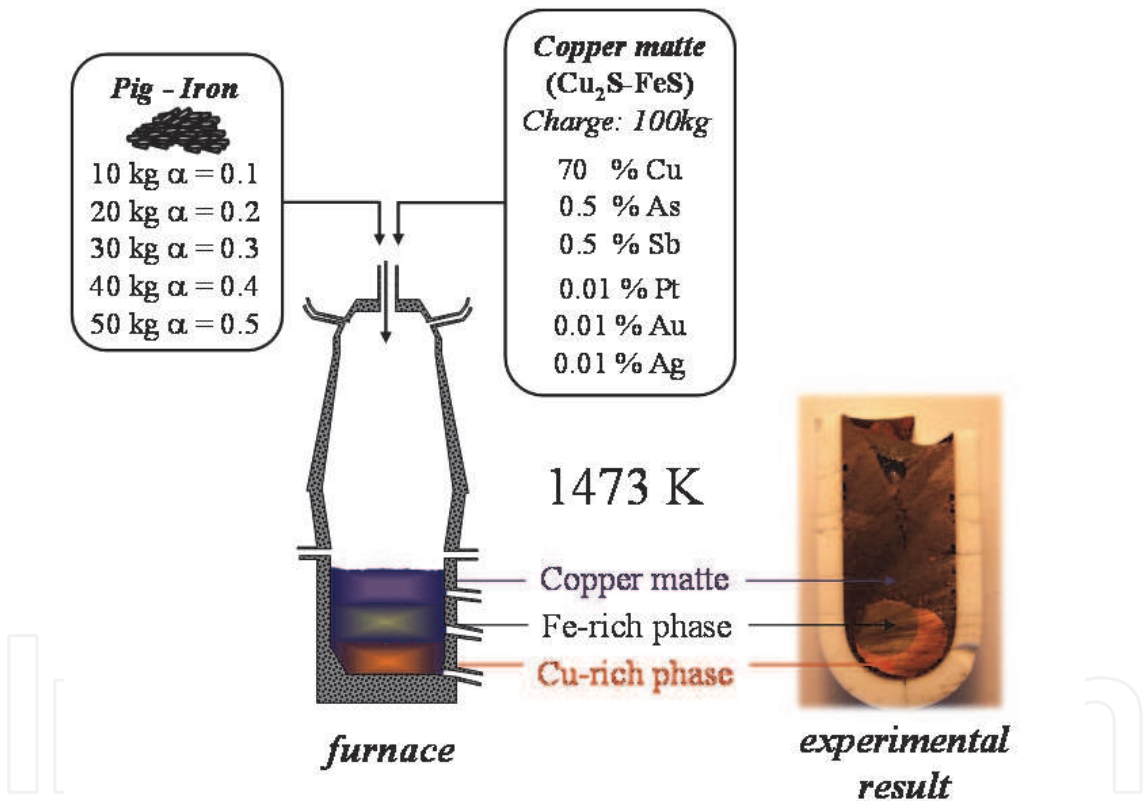 Pig - Iron
10 kg α = 0.1
20 kg α = 0.2
30 kg α = 0.3
40 kg α = 0.4
50 kg α = 0.5
Copper matte
(Cu₂S-FeS)
Charge: 100kg
70 % Cu
0.5 % As
0.5 % Sb
0.01 % Pt
0.01 % Au
0.01 % Ag
1473 K
Copper matte
Fe-rich phase
Cu-rich phase
furnace
experimental
result